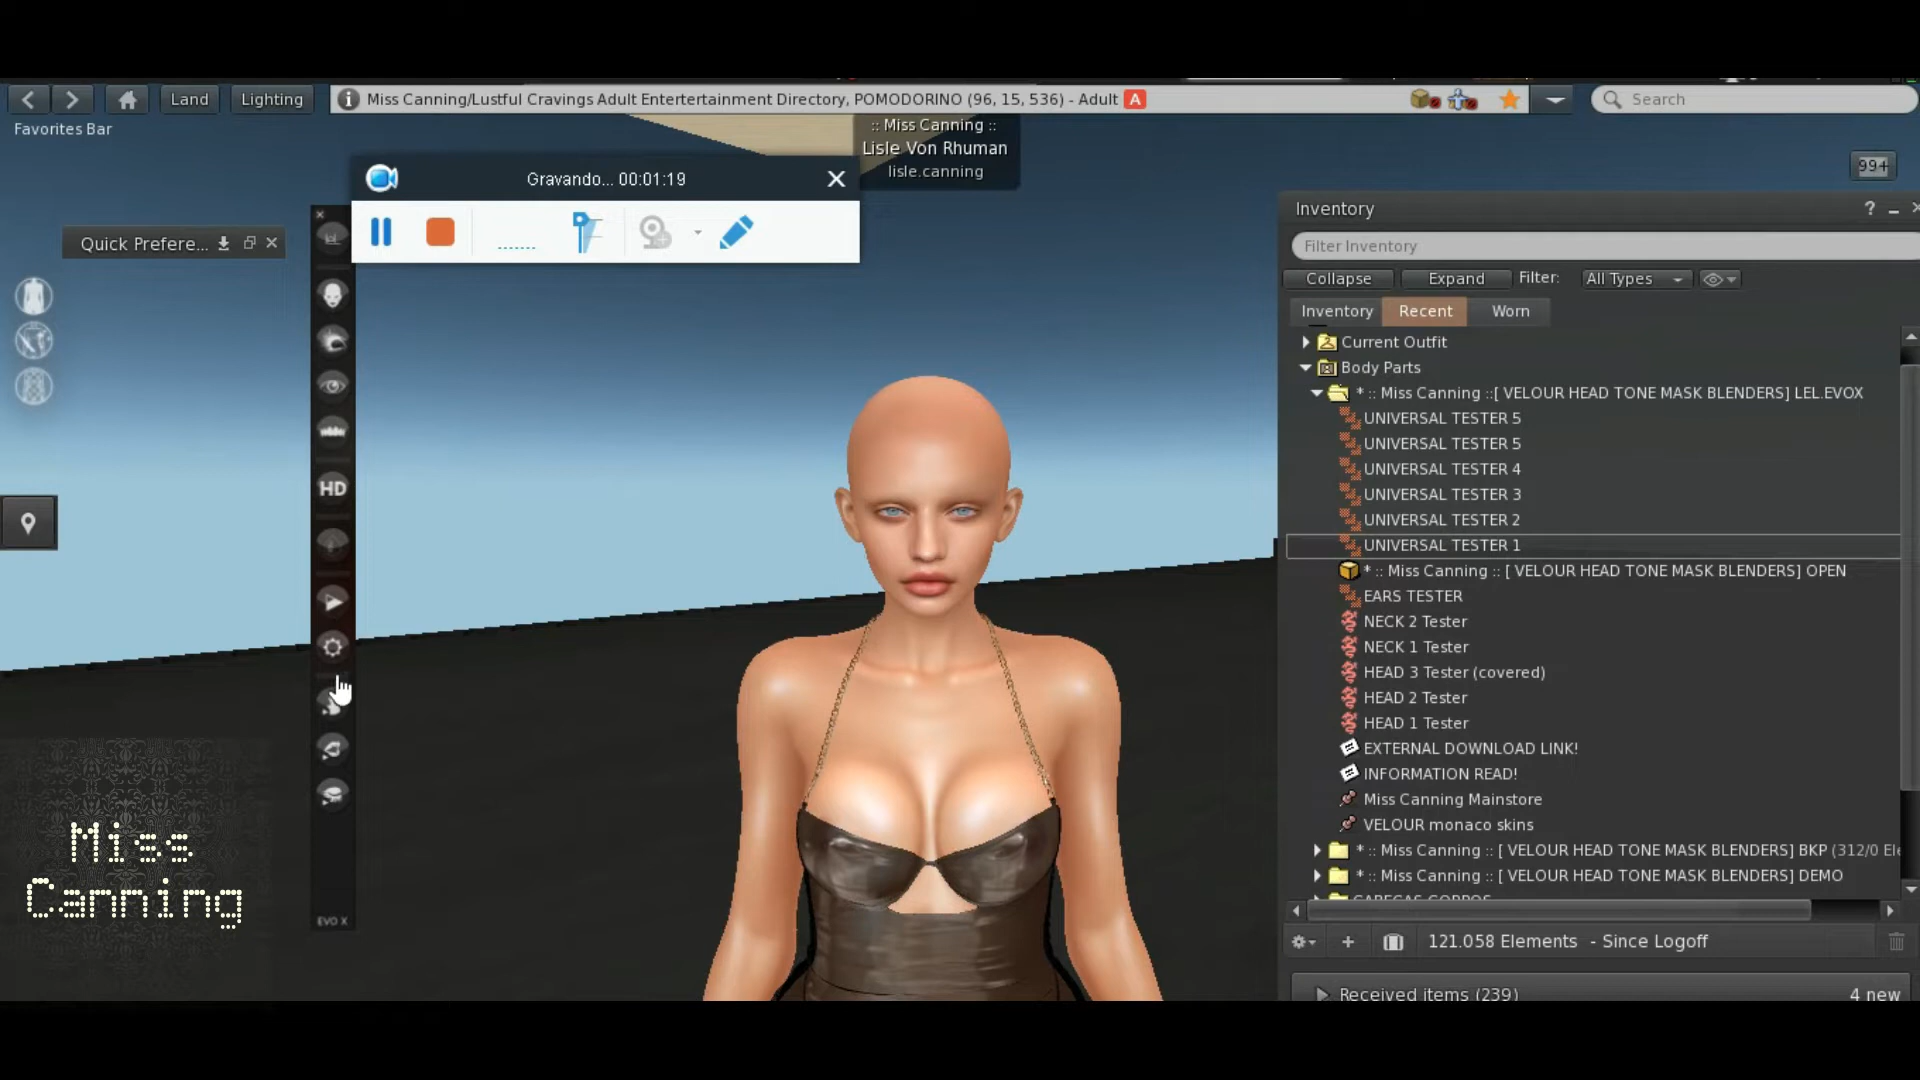 Land
Lighting
Miss Canning/Lustful Cravings Adult Entertertainment Directory, POMODORINO (96, 15, 536) - Adult A
Search
Favorites Bar
:: Miss Canning ::
Lisle Von Rhuman
lisle.canning
994
Gravando... 00:01:19
Quick Prefere...
HD
EVO X
Miss
Canning
Inventory
?
Filter Inventory
Collapse
Expand
Filter:
All Types
Inventory
Recent
Worn
Current Outfit
Body Parts
* :: Miss Canning ::[ VELOUR HEAD TONE MASK BLENDERS] LEL.EVOX
UNIVERSAL TESTER 5
UNIVERSAL TESTER 5
UNIVERSAL TESTER 4
UNIVERSAL TESTER 3
UNIVERSAL TESTER 2
UNIVERSAL TESTER 1
* :: Miss Canning :: [ VELOUR HEAD TONE MASK BLENDERS] OPEN
EARS TESTER
NECK 2 Tester
NECK 1 Tester
HEAD 3 Tester (covered)
HEAD 2 Tester
HEAD 1 Tester
EXTERNAL DOWNLOAD LINK!
INFORMATION READ!
Miss Canning Mainstore
VELOUR monaco skins
* :: Miss Canning :: [ VELOUR HEAD TONE MASK BLENDERS] BKP (312/0 Ele
* :: Miss Canning :: [ VELOUR HEAD TONE MASK BLENDERS] DEMO
121.058 Elements - Since Logoff
Received items (239)
4 new